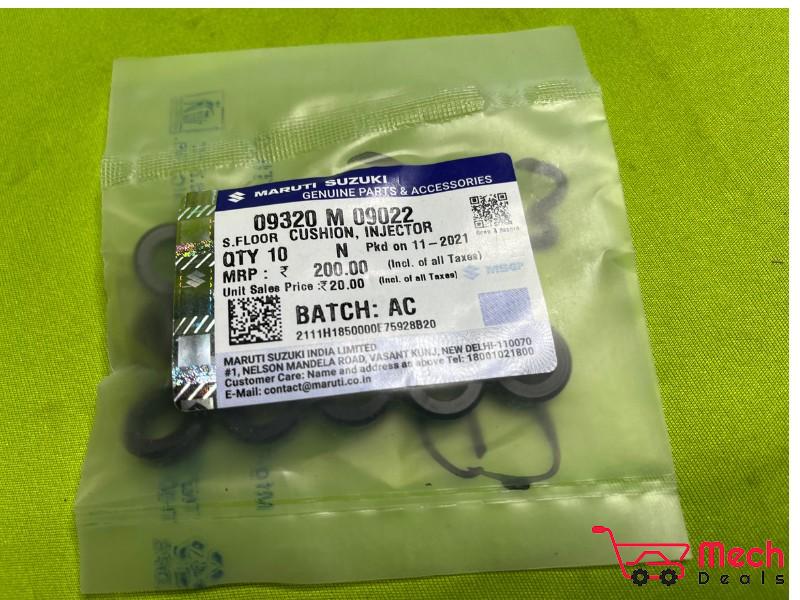 MARUTI SUZUKI
GENUINE PARTS & ACCESSORIES
09320 M 09022
S.FLOOR CUSHION, INJECTOR
QTY 10 N Pkd on 11-2021
MRP : ₹ 200.00 (Incl. of all Taxes)
Unit Sales Price :₹ 20.00 (Incl. of all Taxes)
MSGP
BATCH: AC
2111H1850000E75928B20
MARUTI SUZUKI INDIA LIMITED
#1, NELSON MANDELA ROAD, VASANT KUNJ, NEW DELHI-110070
Customer Care: Name and address as above Tel: 18001021800
E-Mail: contact@maruti.co.in
Mech
Deals